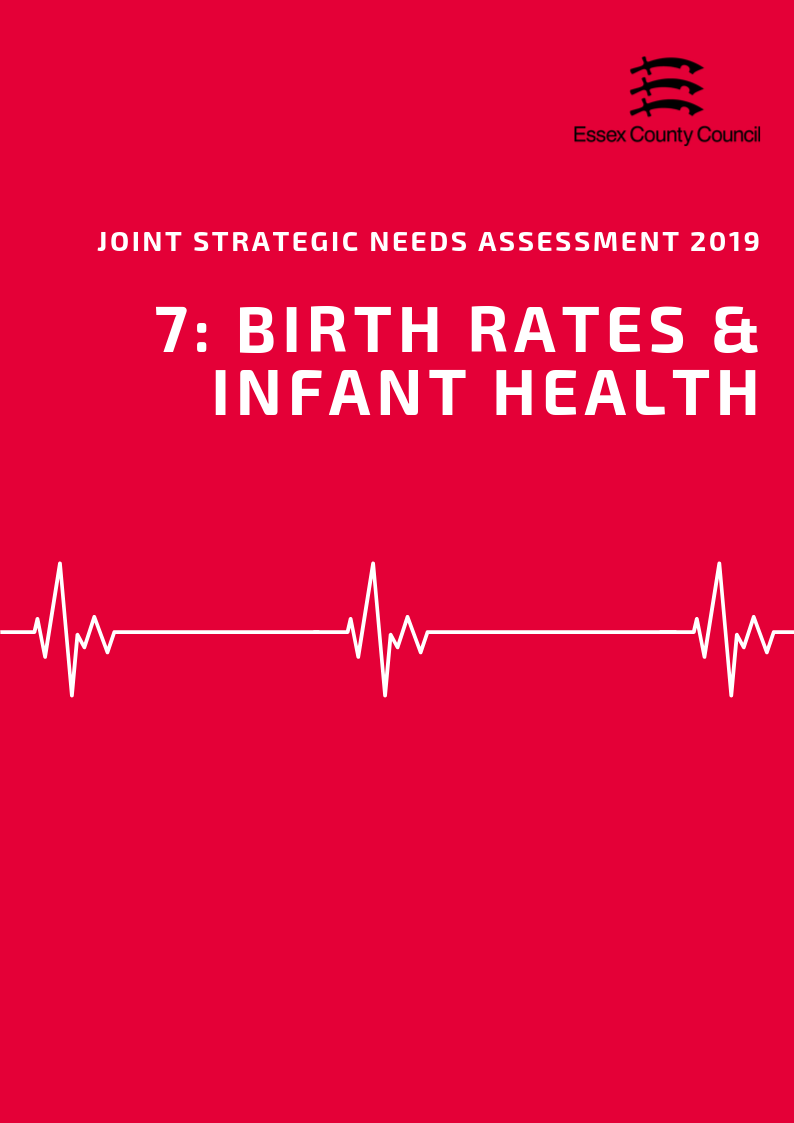 Essex County Council
JOINT STRATEGIC NEEDS ASSESSMENT 2019
7: BIRTH RATES &
INFANT HEALTH